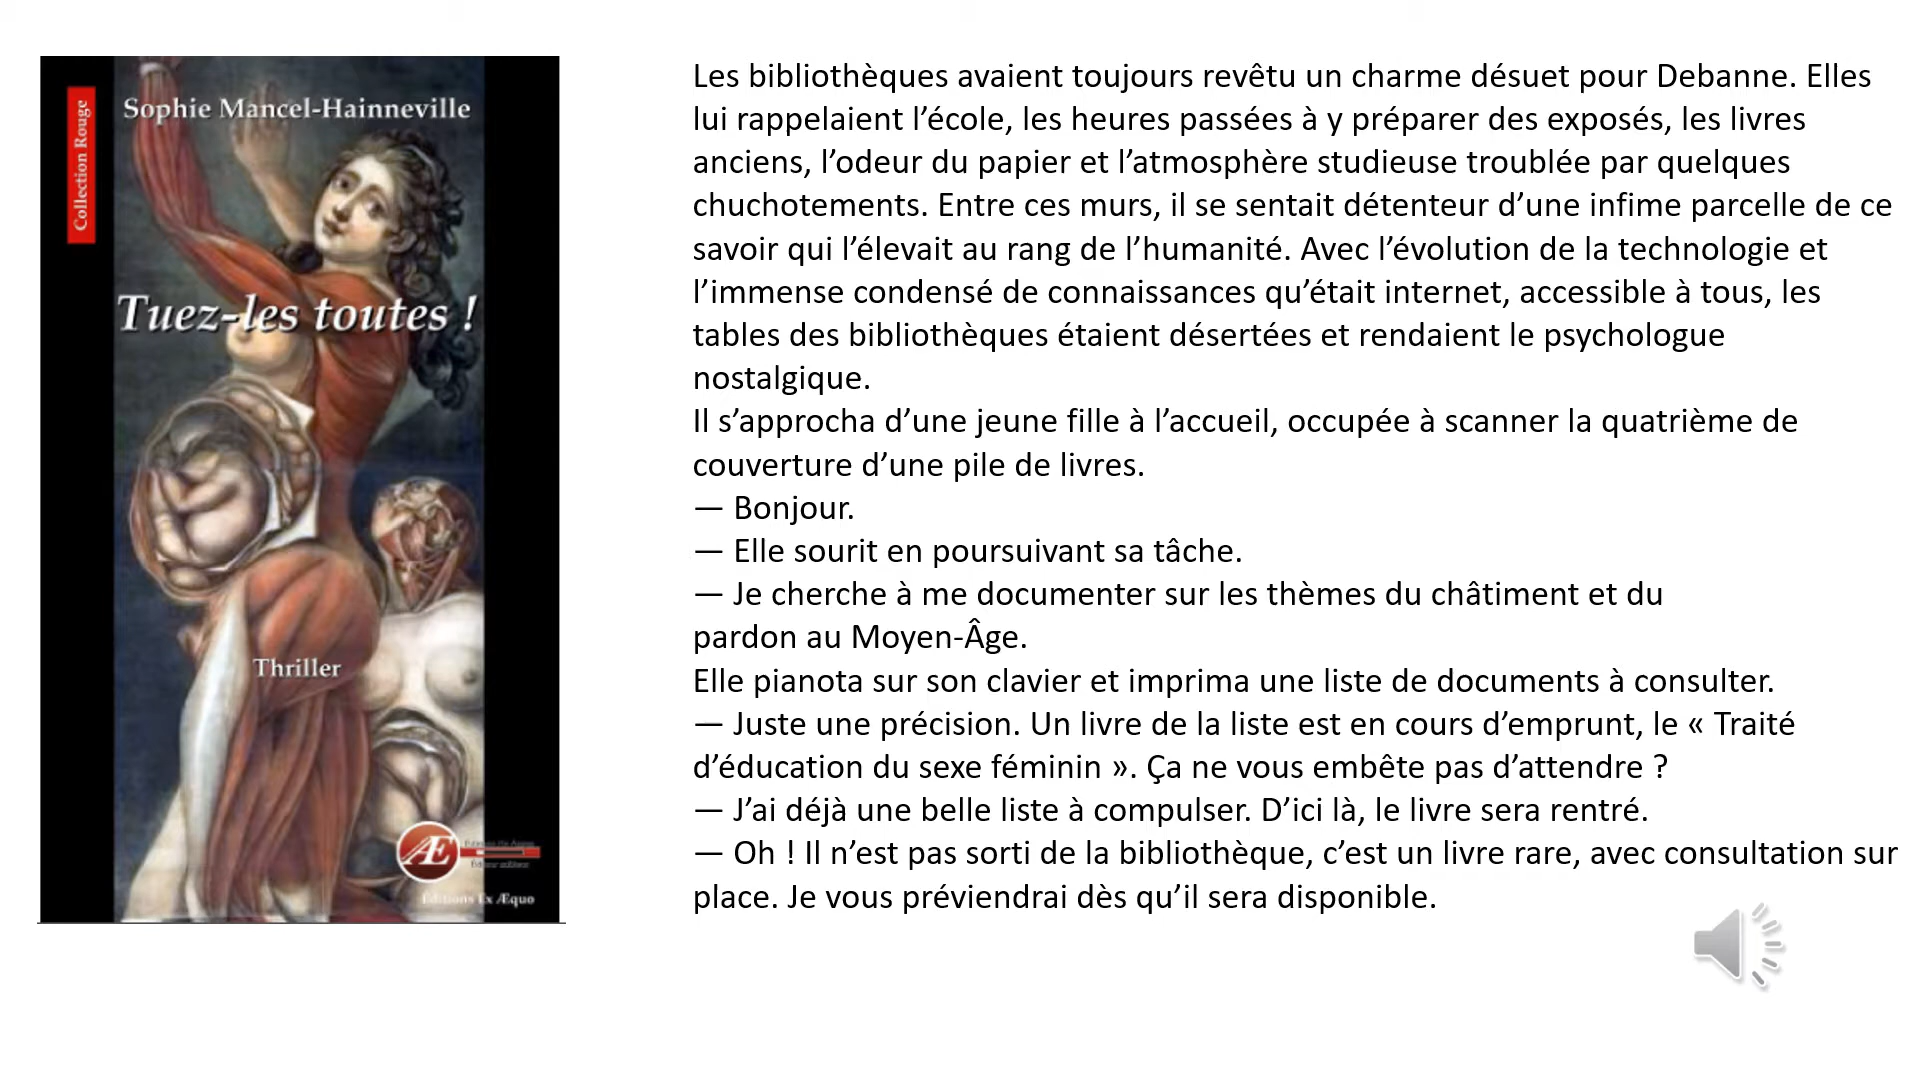 Collection Rouge
Sophie Mancel-Hainneville
Tuez-les toutes !
Thriller
Æ
Editions Ex Æquo
Les bibliothèques avaient toujours revêtu un charme désuet pour Debanne. Elles
lui rappelaient l’école, les heures passées à y préparer des exposés, les livres
anciens, l’odeur du papier et l’atmosphère studieuse troublée par quelques
chuchotements. Entre ces murs, il se sentait détenteur d’une infime parcelle de ce
savoir qui l’élevait au rang de l’humanité. Avec l’évolution de la technologie et
l’immense condensé de connaissances qu’était internet, accessible à tous, les
tables des bibliothèques étaient désertées et rendaient le psychologue
nostalgique.
Il s’approcha d’une jeune fille à l’accueil, occupée à scanner la quatrième de
couverture d’une pile de livres.
— Bonjour.
— Elle sourit en poursuivant sa tâche.
— Je cherche à me documenter sur les thèmes du châtiment et du
pardon au Moyen-Âge.
Elle pianota sur son clavier et imprima une liste de documents à consulter.
— Juste une précision. Un livre de la liste est en cours d’emprunt, le « Traité
d’éducation du sexe féminin ». Ça ne vous embête pas d’attendre ?
— J’ai déjà une belle liste à compulser. D’ici là, le livre sera rentré.
— Oh ! Il n’est pas sorti de la bibliothèque, c’est un livre rare, avec consultation sur
place. Je vous préviendrai dès qu’il sera disponible.